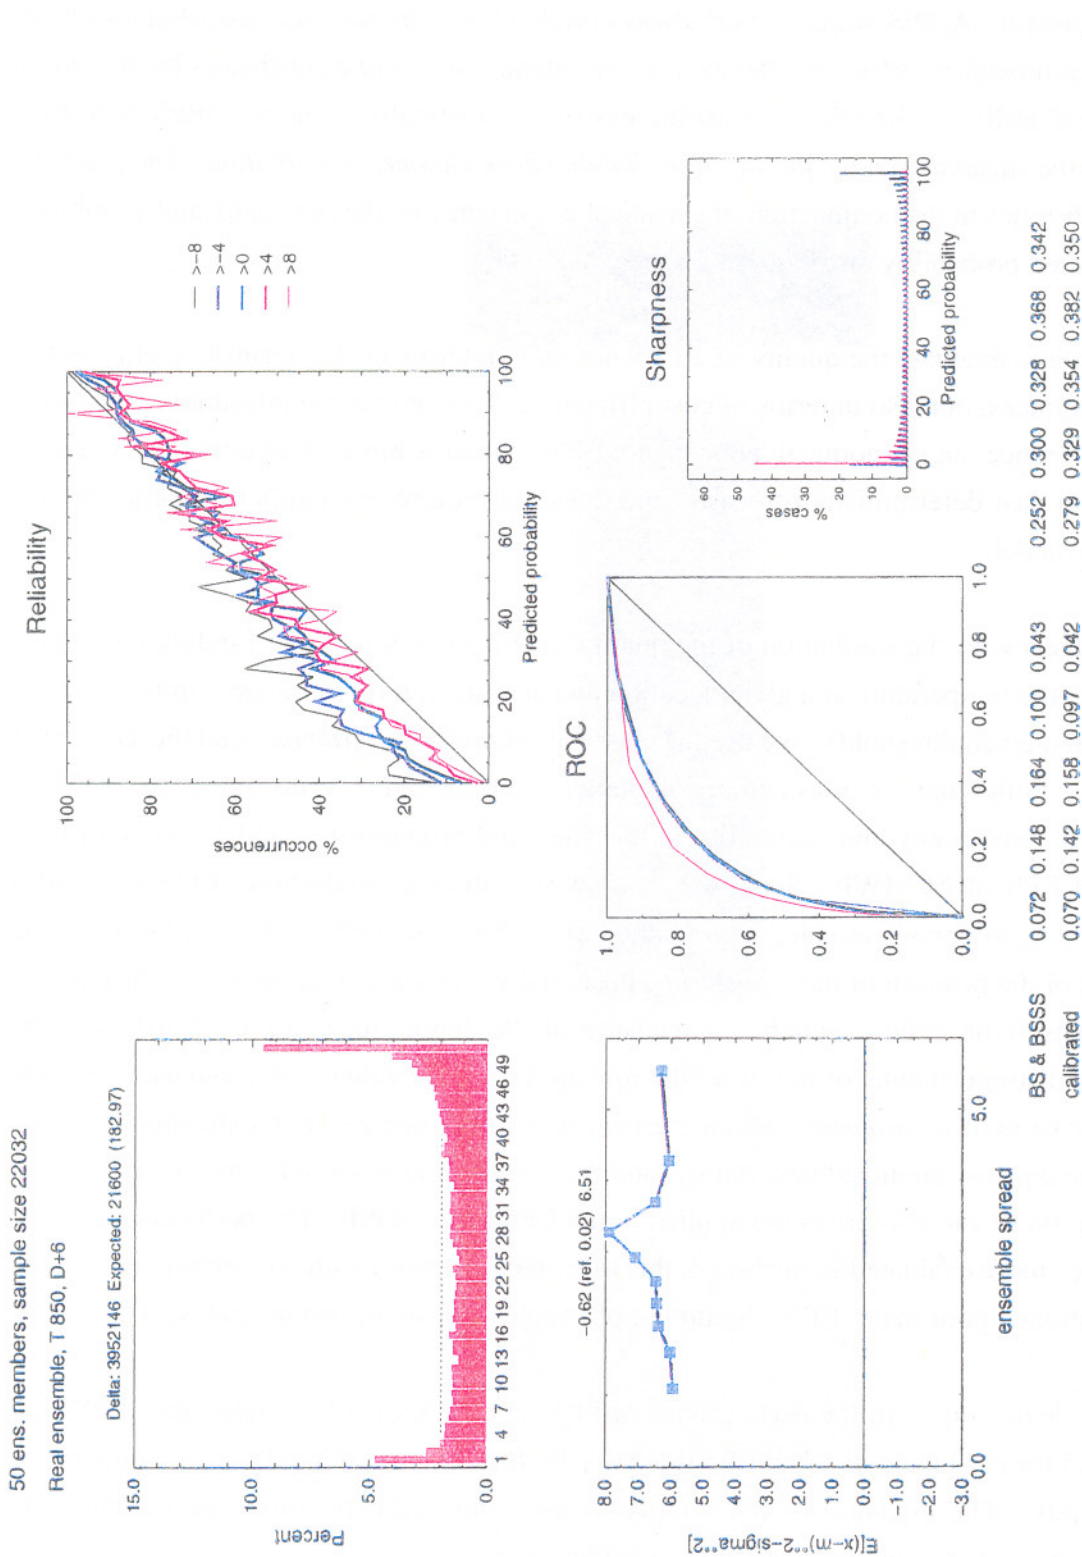 50 ens. members, sample size 22032
Real ensemble, T 850, D+6
Delta: 3952146 Expected: 21600 (182.97)
15.0
10.0
5.0
0.0
Percent
1 4 7 10 13 16 19 22 25 28 31 34 37 40 43 46 49
Reliability
100
80
60
40
20
0
% occurrences
0 20 40 60 80 100
Predicted probability
>-8
>-4
>0
>4
>8
-0.62 (ref. 0.02) 6.51
8.0
7.0
6.0
5.0
4.0
3.0
2.0
1.0
0.0
-1.0
-2.0
-3.0
E[(x-m)**2-sigma**2]
0.0 5.0
ensemble spread
ROC
1.0
0.8
0.6
0.4
0.2
0.0
0.0 0.2 0.4 0.6 0.8 1.0
Sharpness
60
50
40
30
20
10
0
% cases
0 20 40 60 80 100
Predicted probability
BS & BSSS 0.072 0.148 0.164 0.100 0.043 0.252 0.300 0.328 0.368 0.342
calibrated 0.070 0.142 0.158 0.097 0.042 0.279 0.329 0.354 0.382 0.350